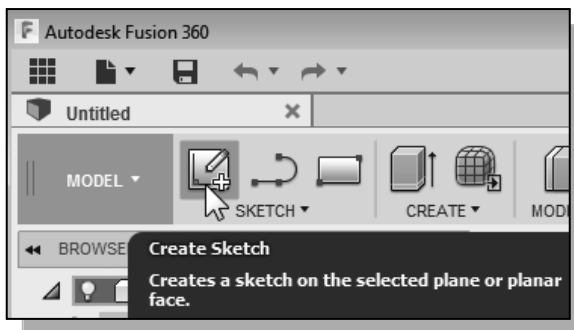 Autodesk Fusion 360
Untitled
MODEL
SKETCH
CREATE
MODI
BROWSE
Create Sketch
Creates a sketch on the selected plane or planar
face.